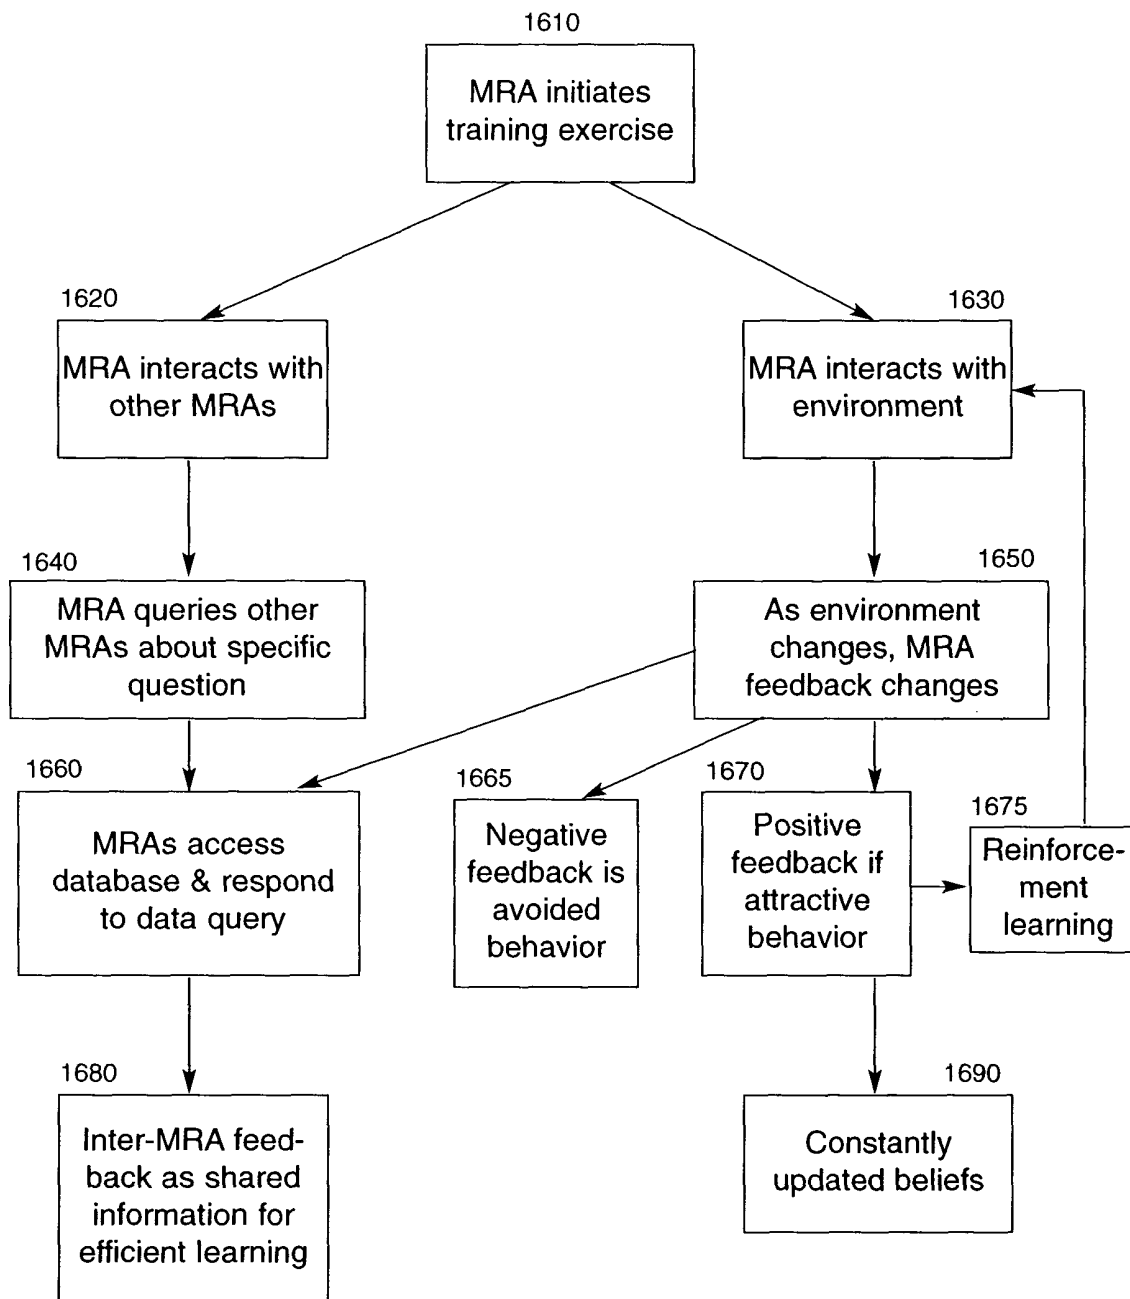 1610
MRA initiates
training exercise
1620
MRA interacts with
other MRAs
1630
MRA interacts with
environment
1640
MRA queries other
MRAs about specific
question
1650
As environment
changes, MRA
feedback changes
1660
MRAs access
database & respond
to data query
1665
Negative
feedback is
avoided
behavior
1670
Positive
feedback if
attractive
behavior
1675
Reinforce-
ment
learning
1680
Inter-MRA feed-
back as shared
information for
efficient learning
1690
Constantly
updated beliefs